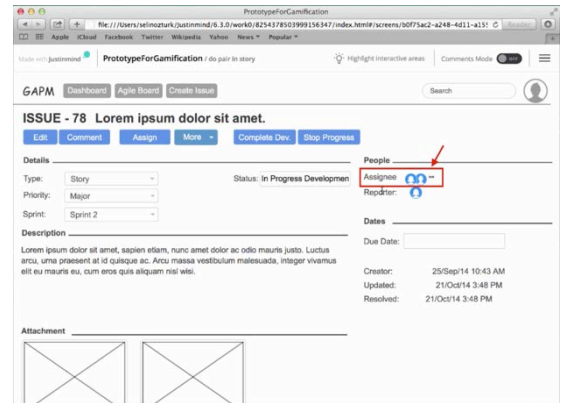 PrototypeForGamification
file:///Users/selinozturk/justinmind/6.3.0/work0/8254378503999156347/index.html#/screens/b0f75ac2-a248-4d11-a15
Reader
Apple iCloud Facebook Twitter Wikipedia Yahoo News Popular
Made with Justinmind PrototypeForGamification / do pair in story Highlight interactive areas Comments Mode
GAPM Dashboard Agile Board Create Issue Search
ISSUE - 78 Lorem ipsum dolor sit amet.
Edit Comment Assign More Complete Dev. Stop Progress
Details People
Type: Story Status: In Progress Developmen Assignee
Priority: Major Reporter:
Sprint: Sprint 2 Dates
Description Due Date:
Lorem ipsum dolor sit amet, sapien etiam, nunc amet dolor ac odio mauris justo. Luctus
arcu, urna praesent at id quisque ac. Arcu massa vestibulum malesuada, integer vivamus
elit eu mauris eu, cum eros quis aliquam nisl wisi.
Creator: 25/Sep/14 10:43 AM
Updated: 21/Oct/14 3:48 PM
Resolved: 21/Oct/14 3:48 PM
Attachment